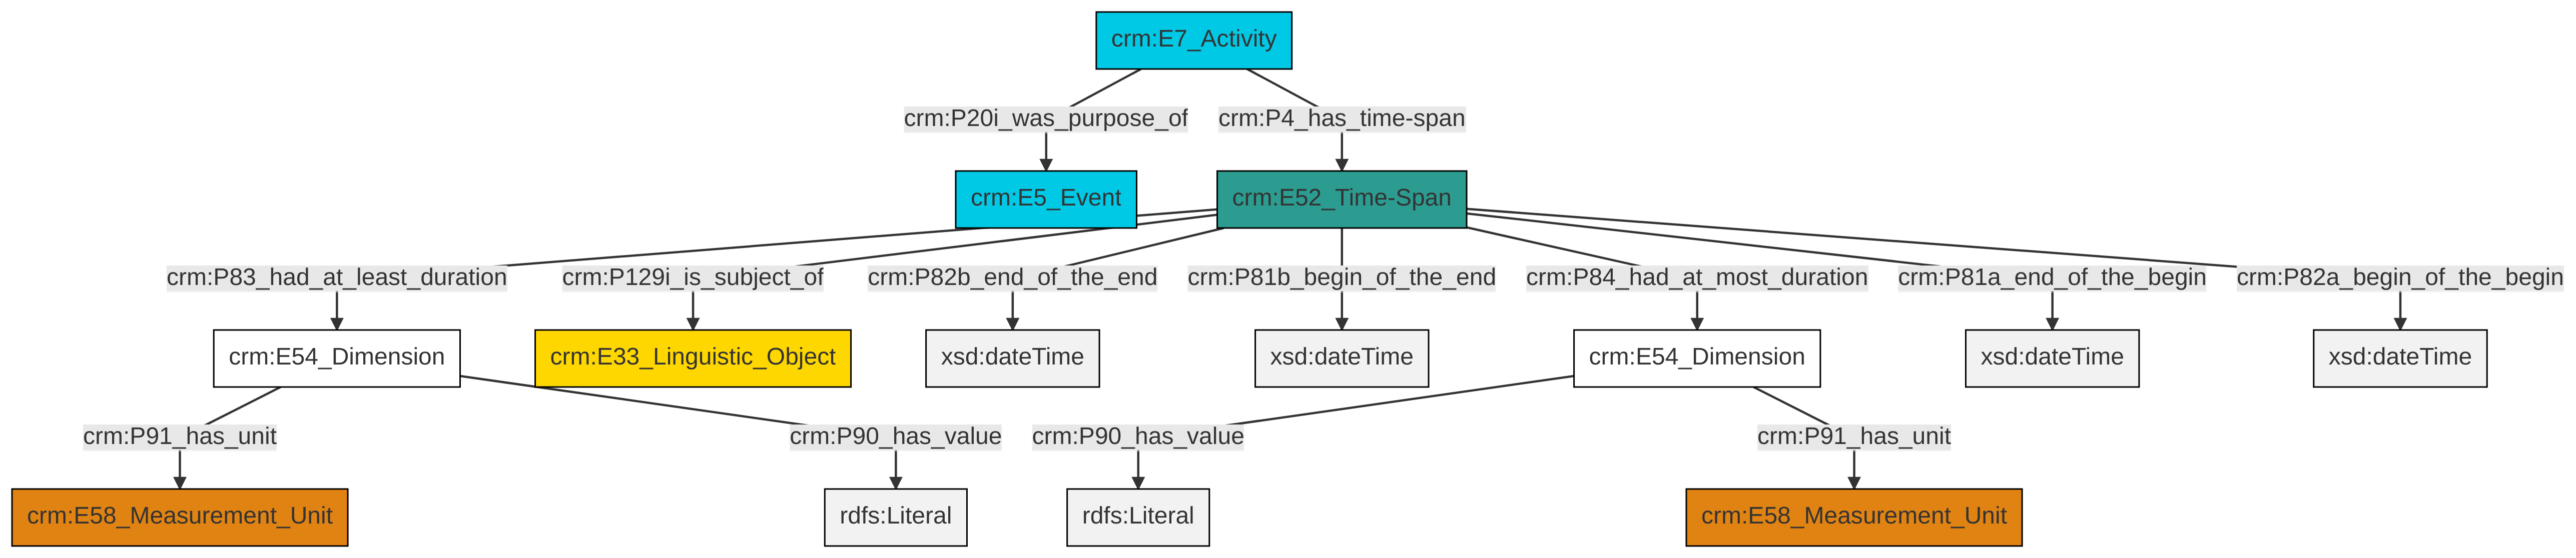 crm:E7_Activity
crm:P20i_was_purpose_of
crm:P4_has_time-span
crm:E5_Event
crm:E52_Time-Span
crm:P83_had_at_least_duration
crm:P129i_is_subject_of
crm:P82b_end_of_the_end
crm:P81b_begin_of_the_end
crm:P84_had_at_most_duration
crm:P81a_end_of_the_begin
crm:P82a_begin_of_the_begin
crm:E54_Dimension
crm:E33_Linguistic_Object
xsd:dateTime
xsd:dateTime
crm:E54_Dimension
xsd:dateTime
xsd:dateTime
crm:P91_has_unit
crm:P90_has_value
crm:P90_has_value
crm:P91_has_unit
crm:E58_Measurement_Unit
rdfs:Literal
rdfs:Literal
crm:E58_Measurement_Unit